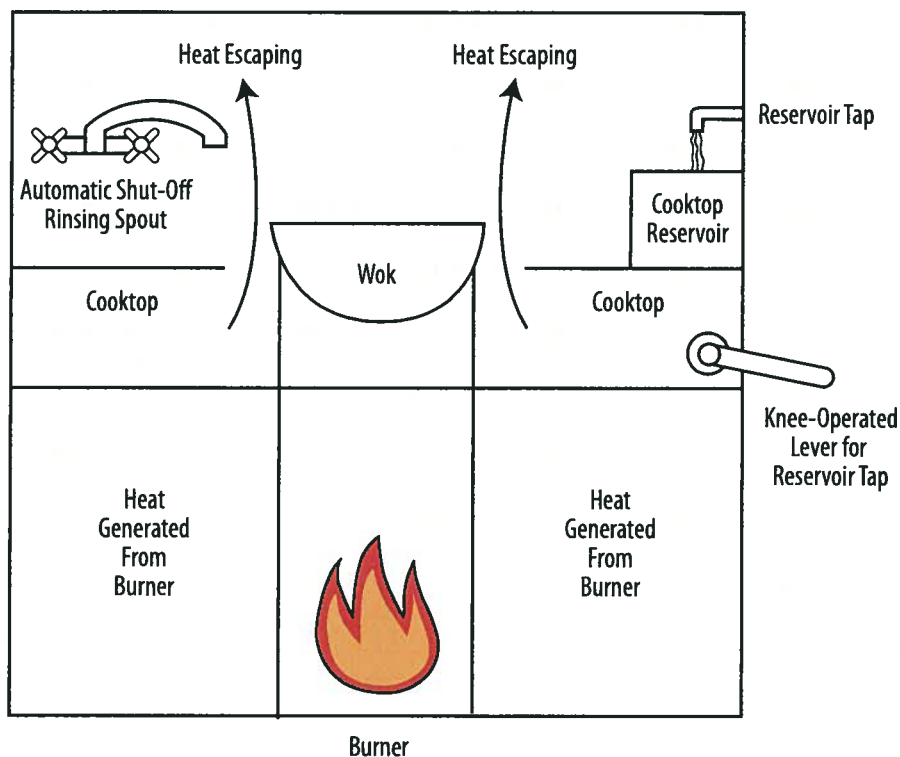 Heat Escaping
Heat Escaping
Reservoir Tap
Automatic Shut-Off
Rinsing Spout
Cooktop
Reservoir
Wok
Cooktop
Cooktop
Knee-Operated
Lever for
Reservoir Tap
Heat
Generated
From
Burner
Heat
Generated
From
Burner
Burner